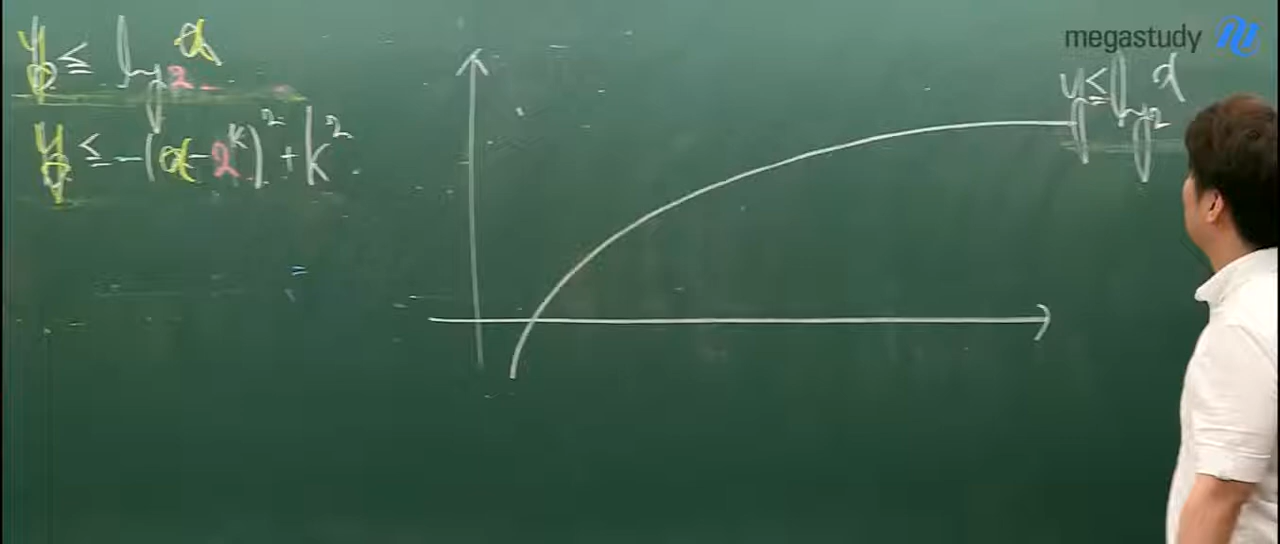 y ≤ log₂ x
y ≤ -(x-2^k)² + k²
megastudy
y ≤ log₂ x